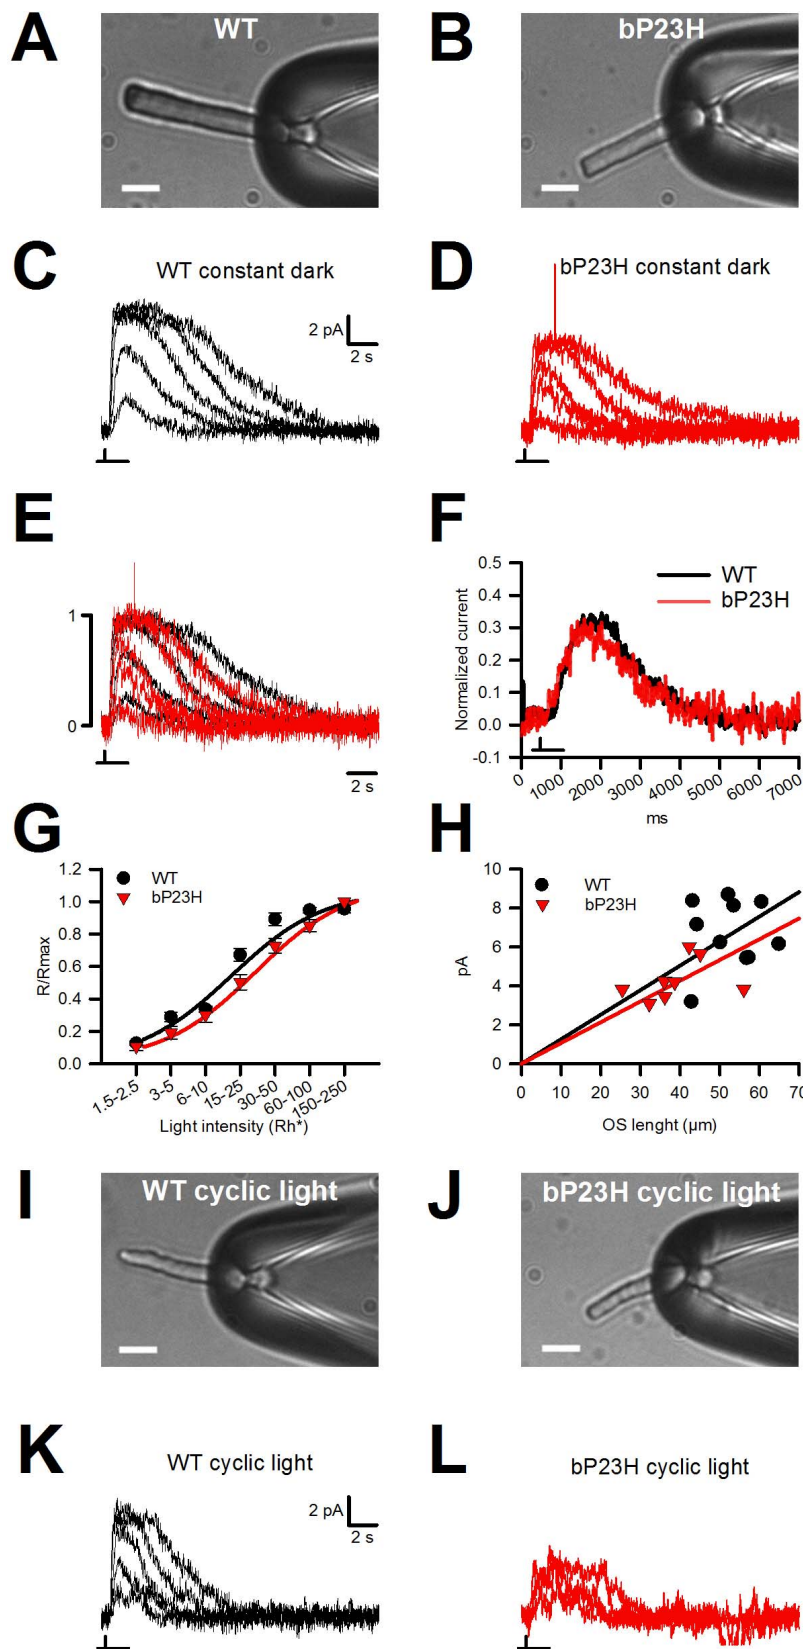 A
WT
B
bP23H
C
WT constant dark
2 pA
2 s
D
bP23H constant dark
E
1
0
2 s
F
0.5
0.4
0.3
0.2
0.1
0.0
-0.1
Normalized current
WT
bP23H
0
1000
2000
3000
4000
5000
6000
7000
ms
G
1.2
1.0
0.8
0.6
0.4
0.2
0.0
R/Rmax
WT
bP23H
1.5-2.5
3-5
6-10
15-25
30-50
60-100
150-250
Light intensity (Rh*)
H
10
8
6
4
2
0
pA
WT
bP23H
0 10 20 30 40 50 60 70
OS lenght (µm)
I
WT cyclic light
J
bP23H cyclic light
K
WT cyclic light
2 pA
2 s
L
bP23H cyclic light